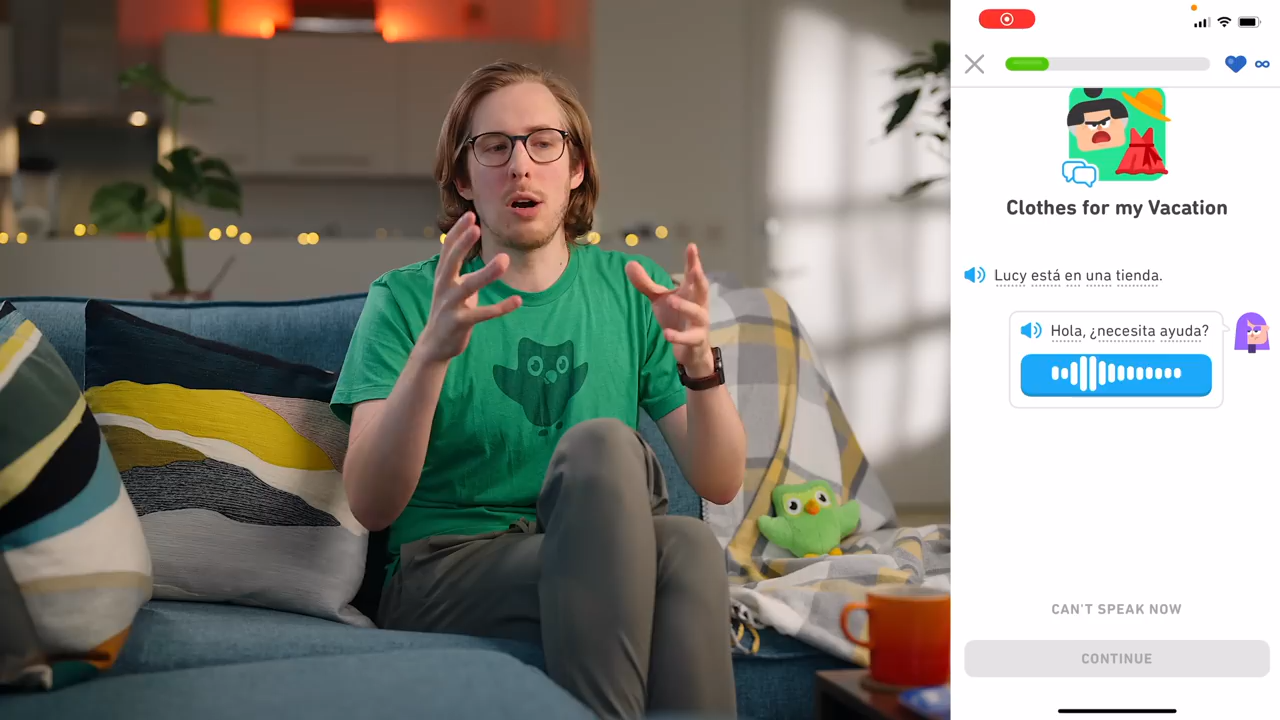 Clothes for my Vacation
Lucy está en una tienda.
Hola, ¿necesita ayuda?
CAN'T SPEAK NOW
CONTINUE